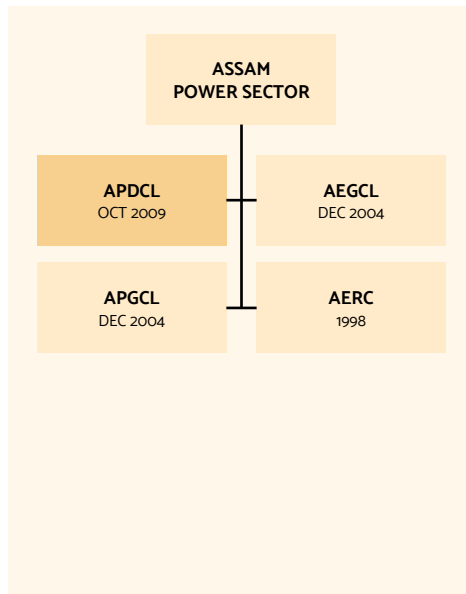 ASSAM
POWER SECTOR
APDCL
OCT 2009
AEGCL
DEC 2004
APGCL
DEC 2004
AERC
1998